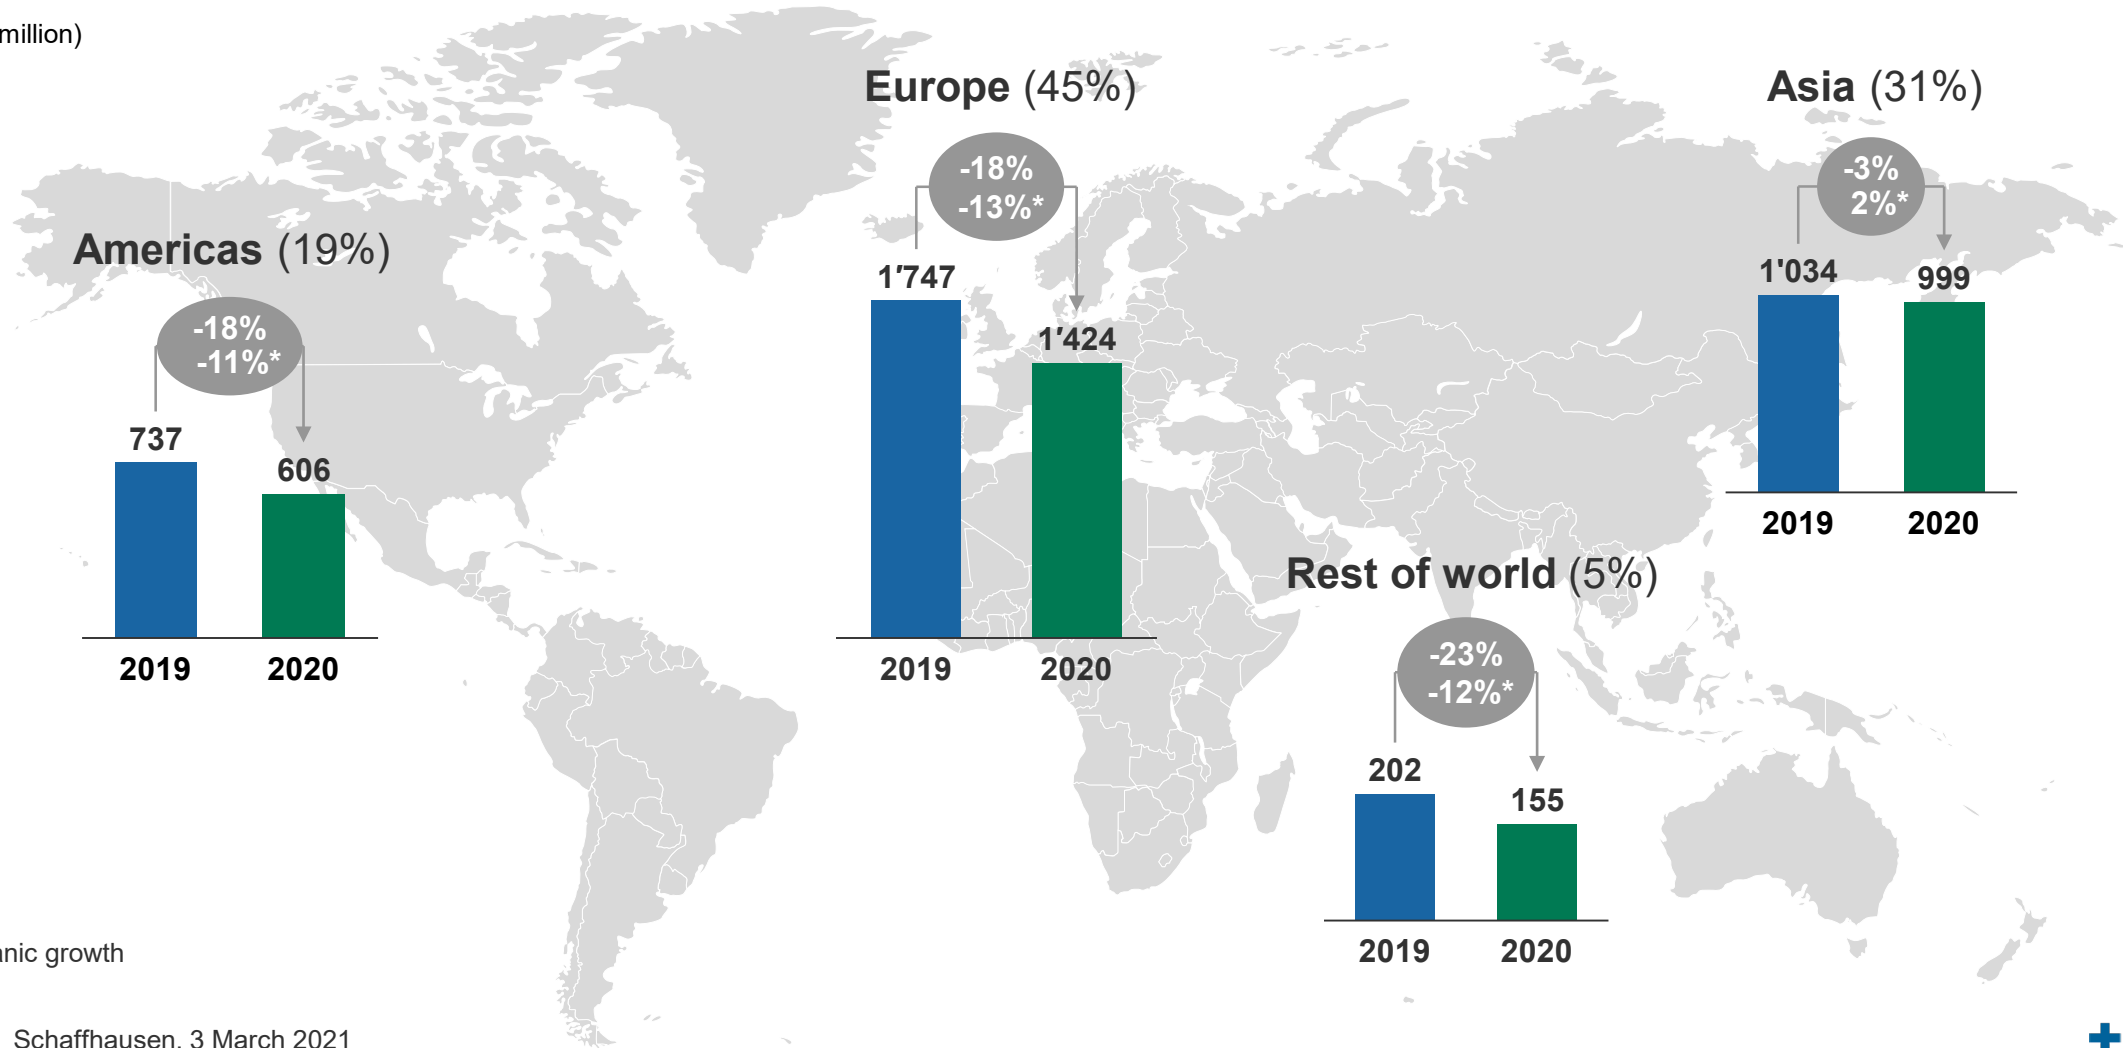 million)
Europe (45%)
-18%
-13%*
1′747
1′424
2019 2020
Asia (31%)
-3%
2%*
1'034
999
2019 2020
Americas (19%)
-18%
-11%*
737
606
2019 2020
Rest of world (5%)
-23%
-12%*
202
155
2019 2020
growth
Schaffhausen, 3 March 2021